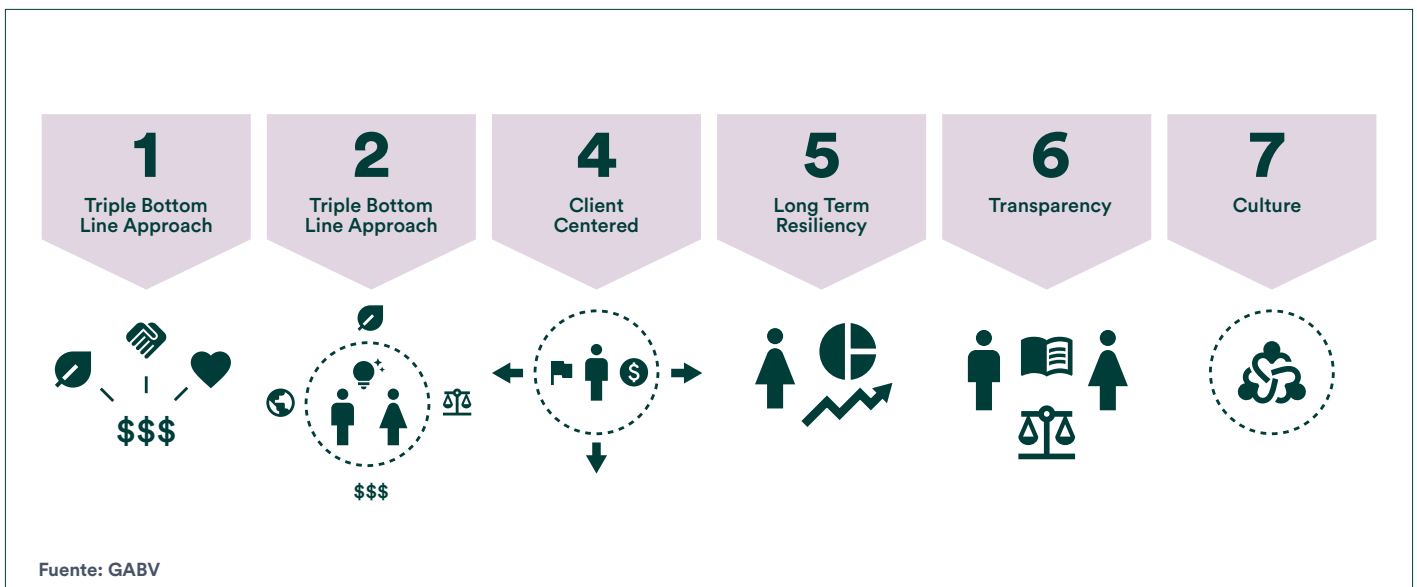 1
Triple Bottom
Line Approach
2
Triple Bottom
Line Approach
4
Client
Centered
5
Long Term
Resiliency
6
Transparency
7
Culture
$$$
$
$$$
Fuente: GABV